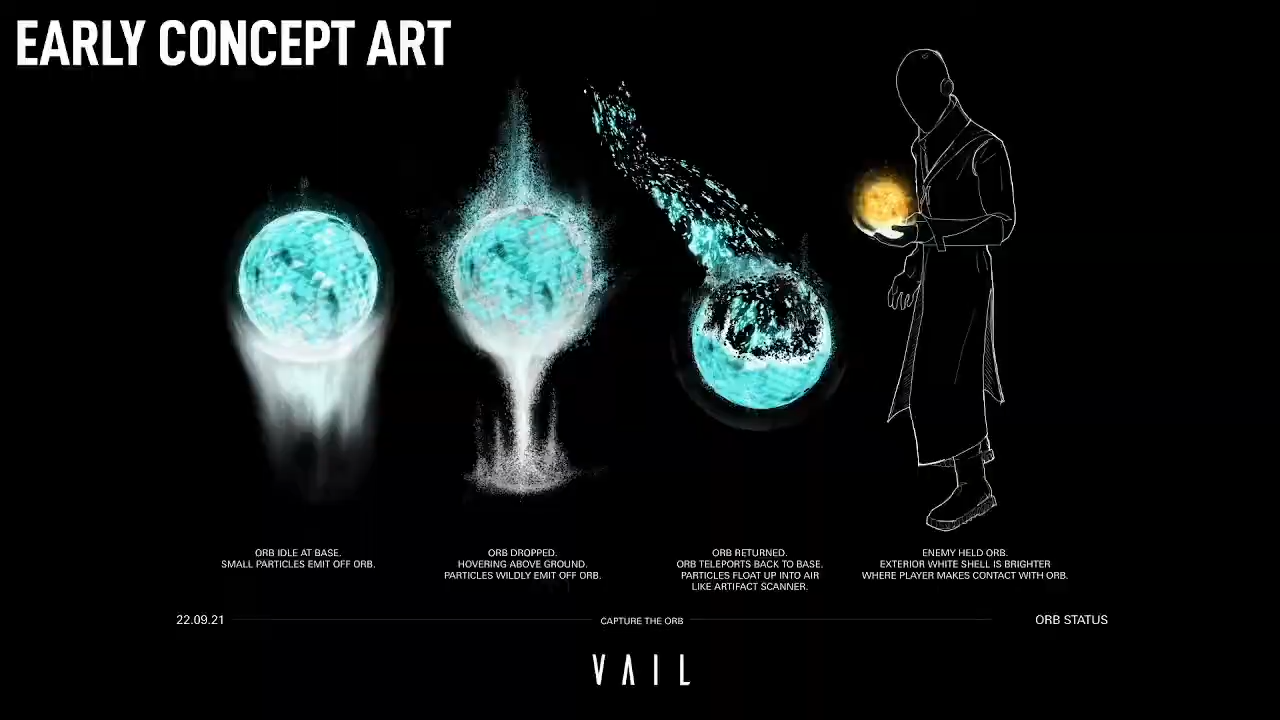 EARLY CONCEPT ART
ORB IDLE AT BASE.
SMALL PARTICLES EMIT OFF ORB.
ORB DROPPED.
HOVERING ABOVE GROUND.
PARTICLES WILDLY EMIT OFF ORB.
ORB RETURNED.
ORB TELEPORTS BACK TO BASE.
PARTICLES FLOAT UP INTO AIR
LIKE ARTIFACT SCANNER.
ENEMY HELD ORB.
EXTERIOR WHITE SHELL IS BRIGHTER
WHERE PLAYER MAKES CONTACT WITH ORB.
22.09.21
CAPTURE THE ORB
ORB STATUS
VAIL